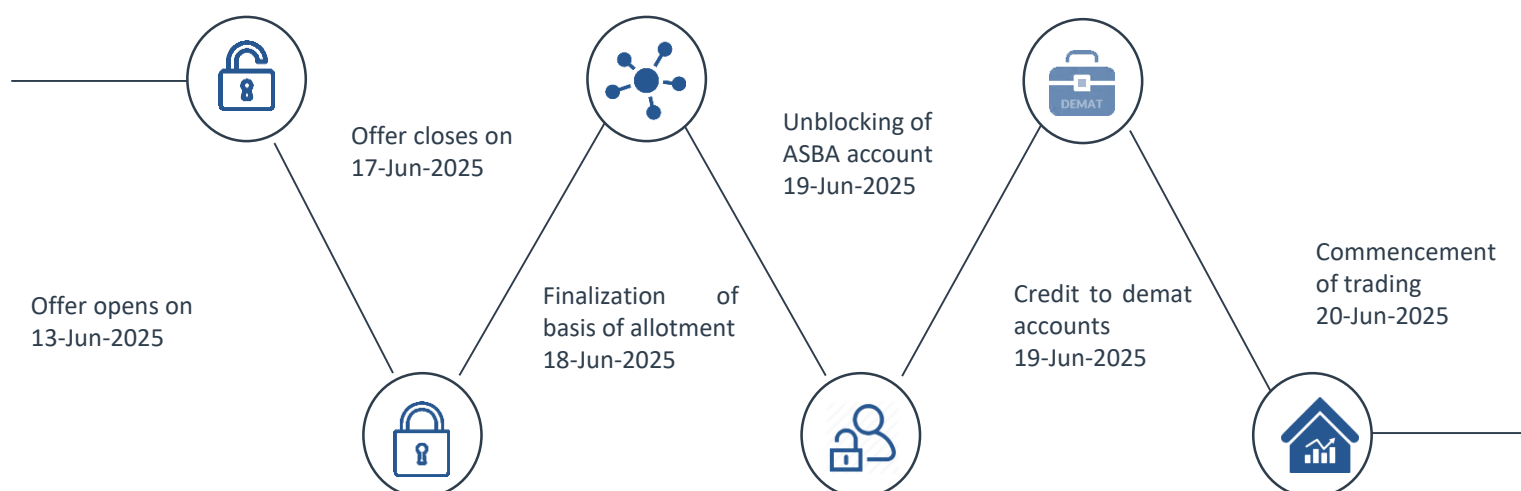 Offer opens on
13-Jun-2025
Offer closes on
17-Jun-2025
Finalization of
basis of allotment
18-Jun-2025
Unblocking of
ASBA account
19-Jun-2025
DEMAT
Credit to demat
accounts
19-Jun-2025
Commencement
of trading
20-Jun-2025